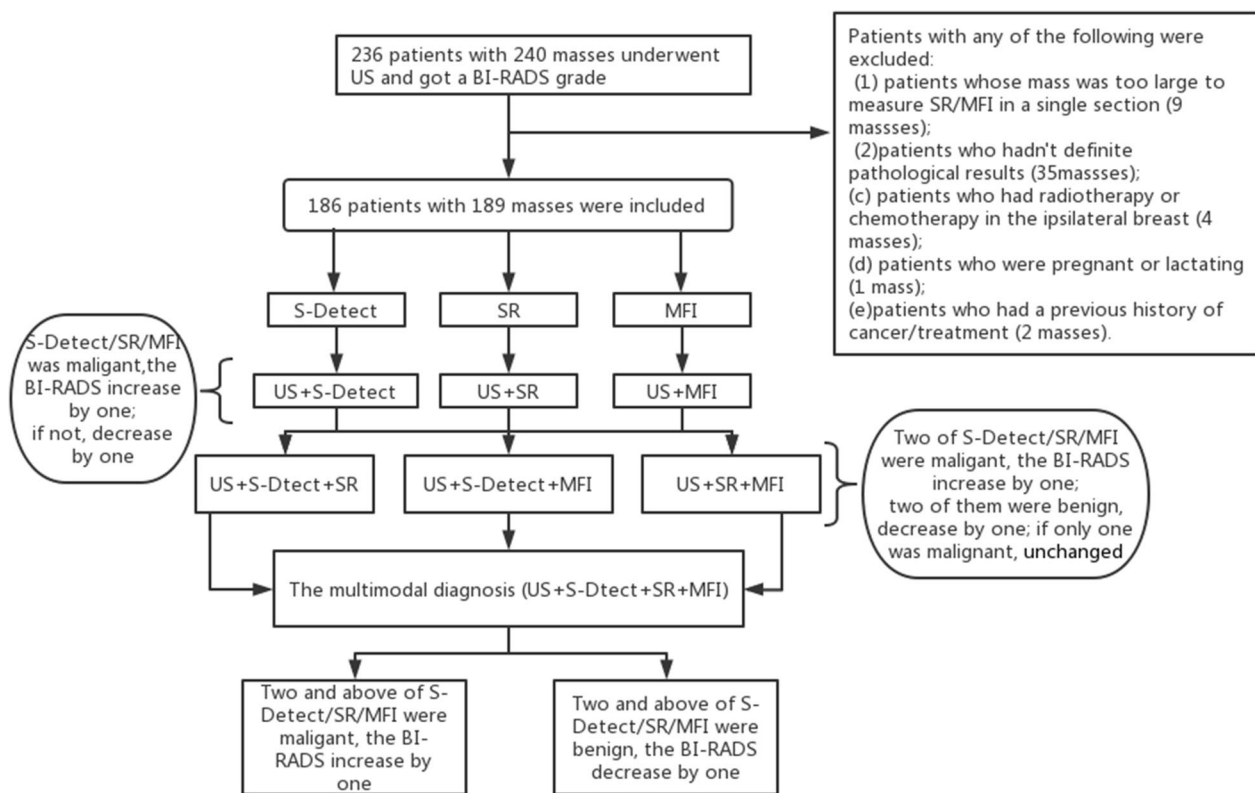 236 patients with 240 masses underwent
US and got a BI-RADS grade
Patients with any of the following were
excluded:
(1) patients whose mass was too large to
measure SR/MFI in a single section (9
massses);
(2)patients who hadn't definite
pathological results (35massses);
(c) patients who had radiotherapy or
chemotherapy in the ipsilateral breast (4
masses);
(d) patients who were pregnant or lactating
(1 mass);
(e)patients who had a previous history of
cancer/treatment (2 masses).
186 patients with 189 masses were included
S-Detect
SR
MFI
S-Detect/SR/MFI
was maligant,the
BI-RADS increase
by one;
if not, decrease
by one
US+S-Detect
US+SR
US+MFI
US+S-Dtect+SR
US+S-Detect+MFI
US+SR+MFI
Two of S-Detect/SR/MFI
were maligant, the BI-RADS
increase by one;
two of them were benign,
decrease by one; if only one
was malignant, unchanged
The multimodal diagnosis (US+S-Dtect+SR+MFI)
Two and above of S-
Detect/SR/MFI were
maligant, the BI-
RADS increase by
one
Two and above of S-
Detect/SR/MFI were
benign, the BI-RADS
decrease by one